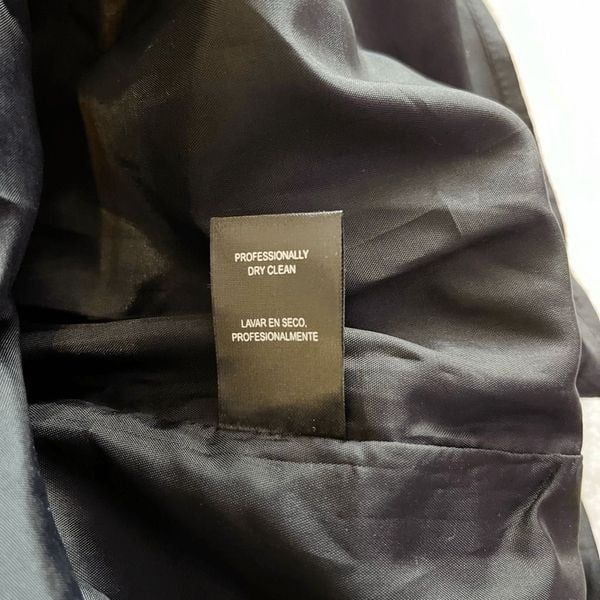 PROFESSIONALLY
DRY CLEAN
LAVAR EN SECO,
PROFESIONALMENTE